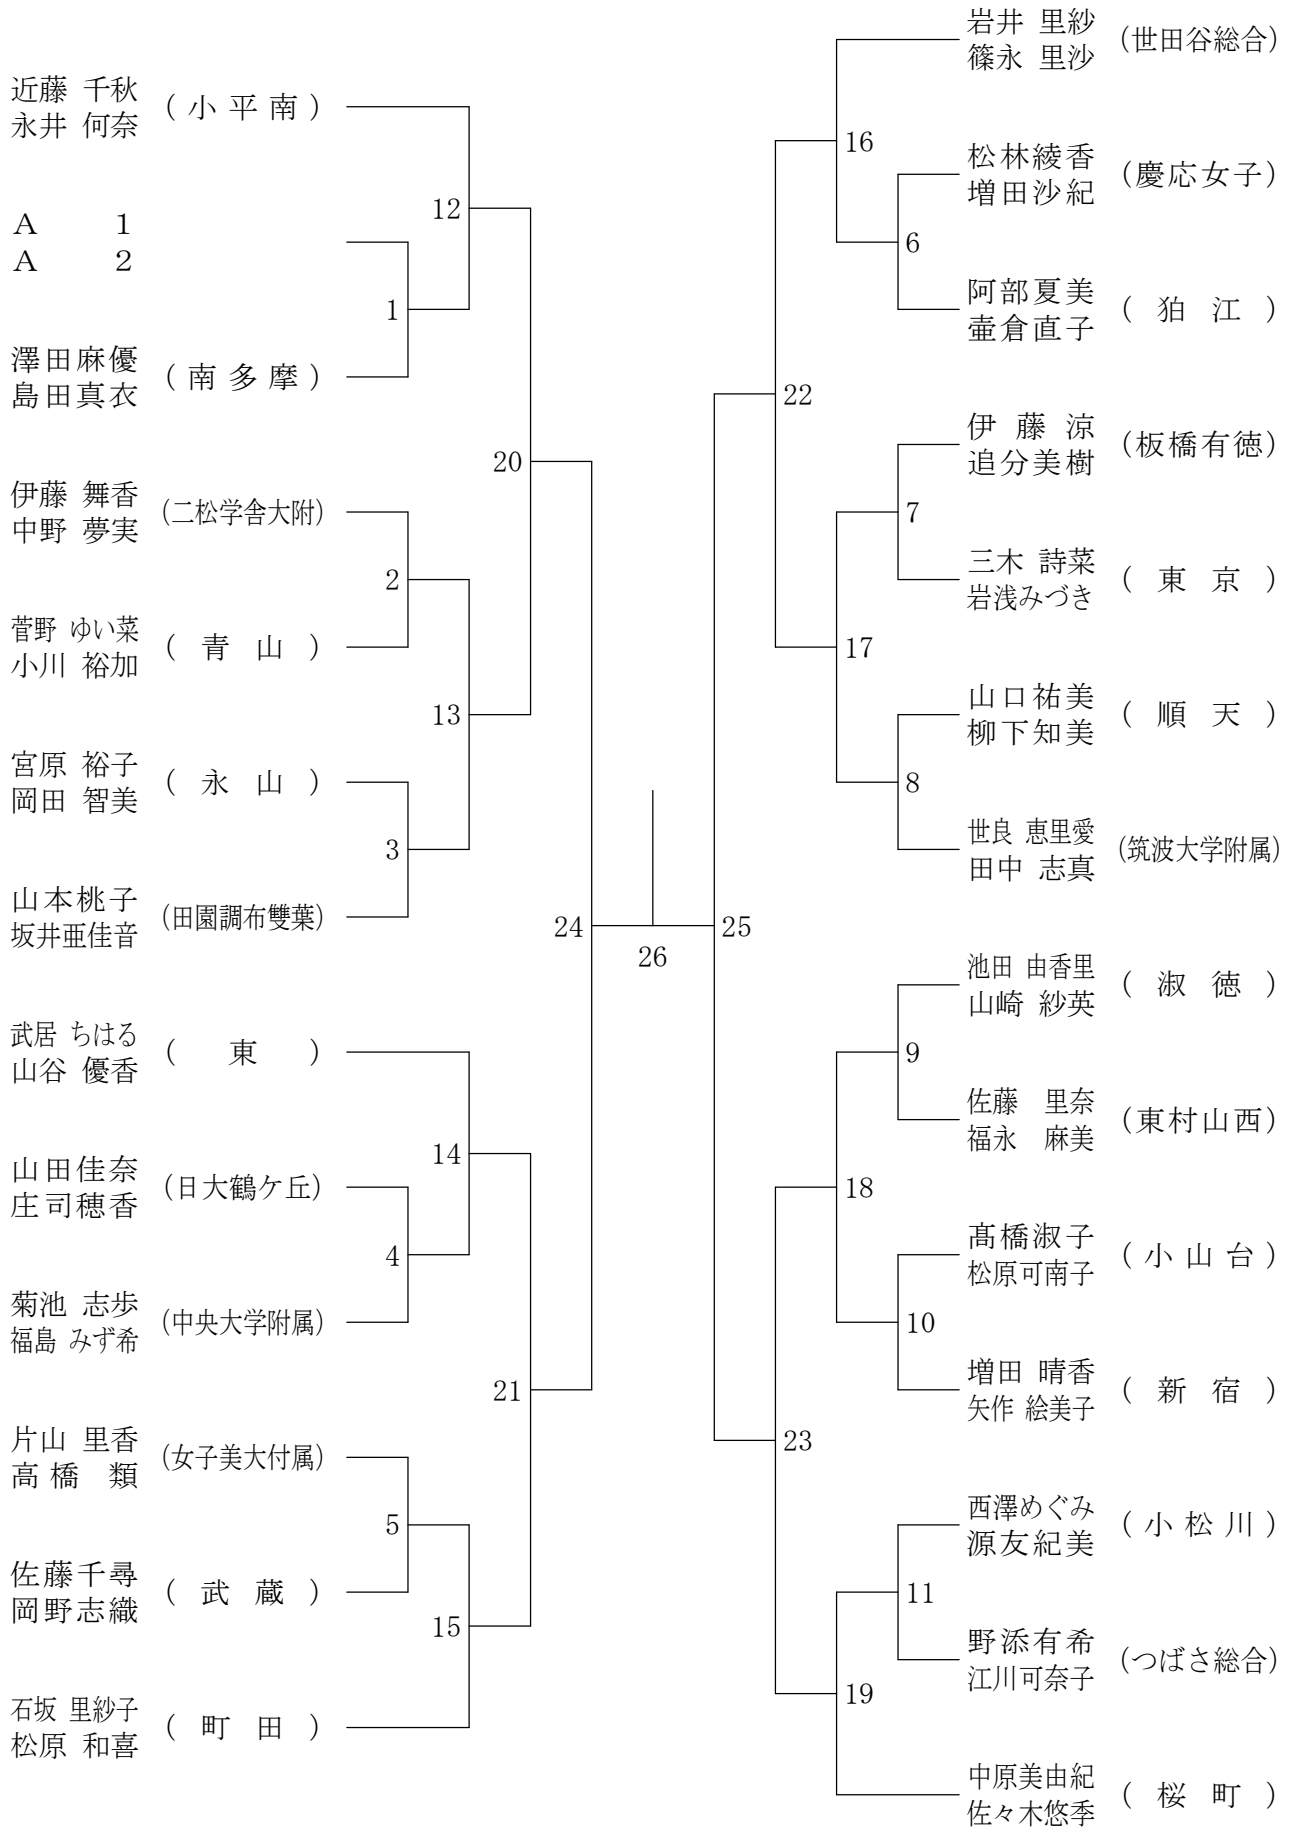 近藤 千秋
永井 何奈
( 小 平 南 )
A 1
A 2
澤田麻優
島田真衣
( 南 多 摩 )
伊藤 舞香
中野 夢実
(二松学舎大附)
菅野 ゆい菜
小川 裕加
( 青 山 )
宮原 裕子
岡田 智美
( 永 山 )
山本桃子
坂井亜佳音
(田園調布雙葉)
武居 ちはる
山谷 優香
( 東 )
山田佳奈
庄司穂香
(日大鶴ケ丘)
菊池 志歩
福島 みず希
(中央大学附属)
片山 里香
高橋 類
(女子美大付属)
佐藤千尋
岡野志織
( 武 蔵 )
石坂 里紗子
松原 和喜
( 町 田 )
1
2
3
4
5
12
13
14
15
20
21
24
26
25
22
23
16
17
18
19
6
7
8
9
10
11
岩井 里紗
篠永 里沙
(世田谷総合)
松林綾香
増田沙紀
(慶応女子)
阿部夏美
壷倉直子
( 狛 江 )
伊 藤 涼
追分美樹
(板橋有徳)
三木 詩菜
岩浅みづき
( 東 京 )
山口祐美
柳下知美
( 順 天 )
世良 恵里愛
田中 志真
(筑波大学附属)
池田 由香里
山崎 紗英
( 淑 徳 )
佐藤 里奈
福永 麻美
(東村山西)
髙橋淑子
松原可南子
( 小 山 台 )
増田 晴香
矢作 絵美子
( 新 宿 )
西澤めぐみ
源友紀美
( 小 松 川 )
野添有希
江川可奈子
(つばさ総合)
中原美由紀
佐々木悠季
( 桜 町 )